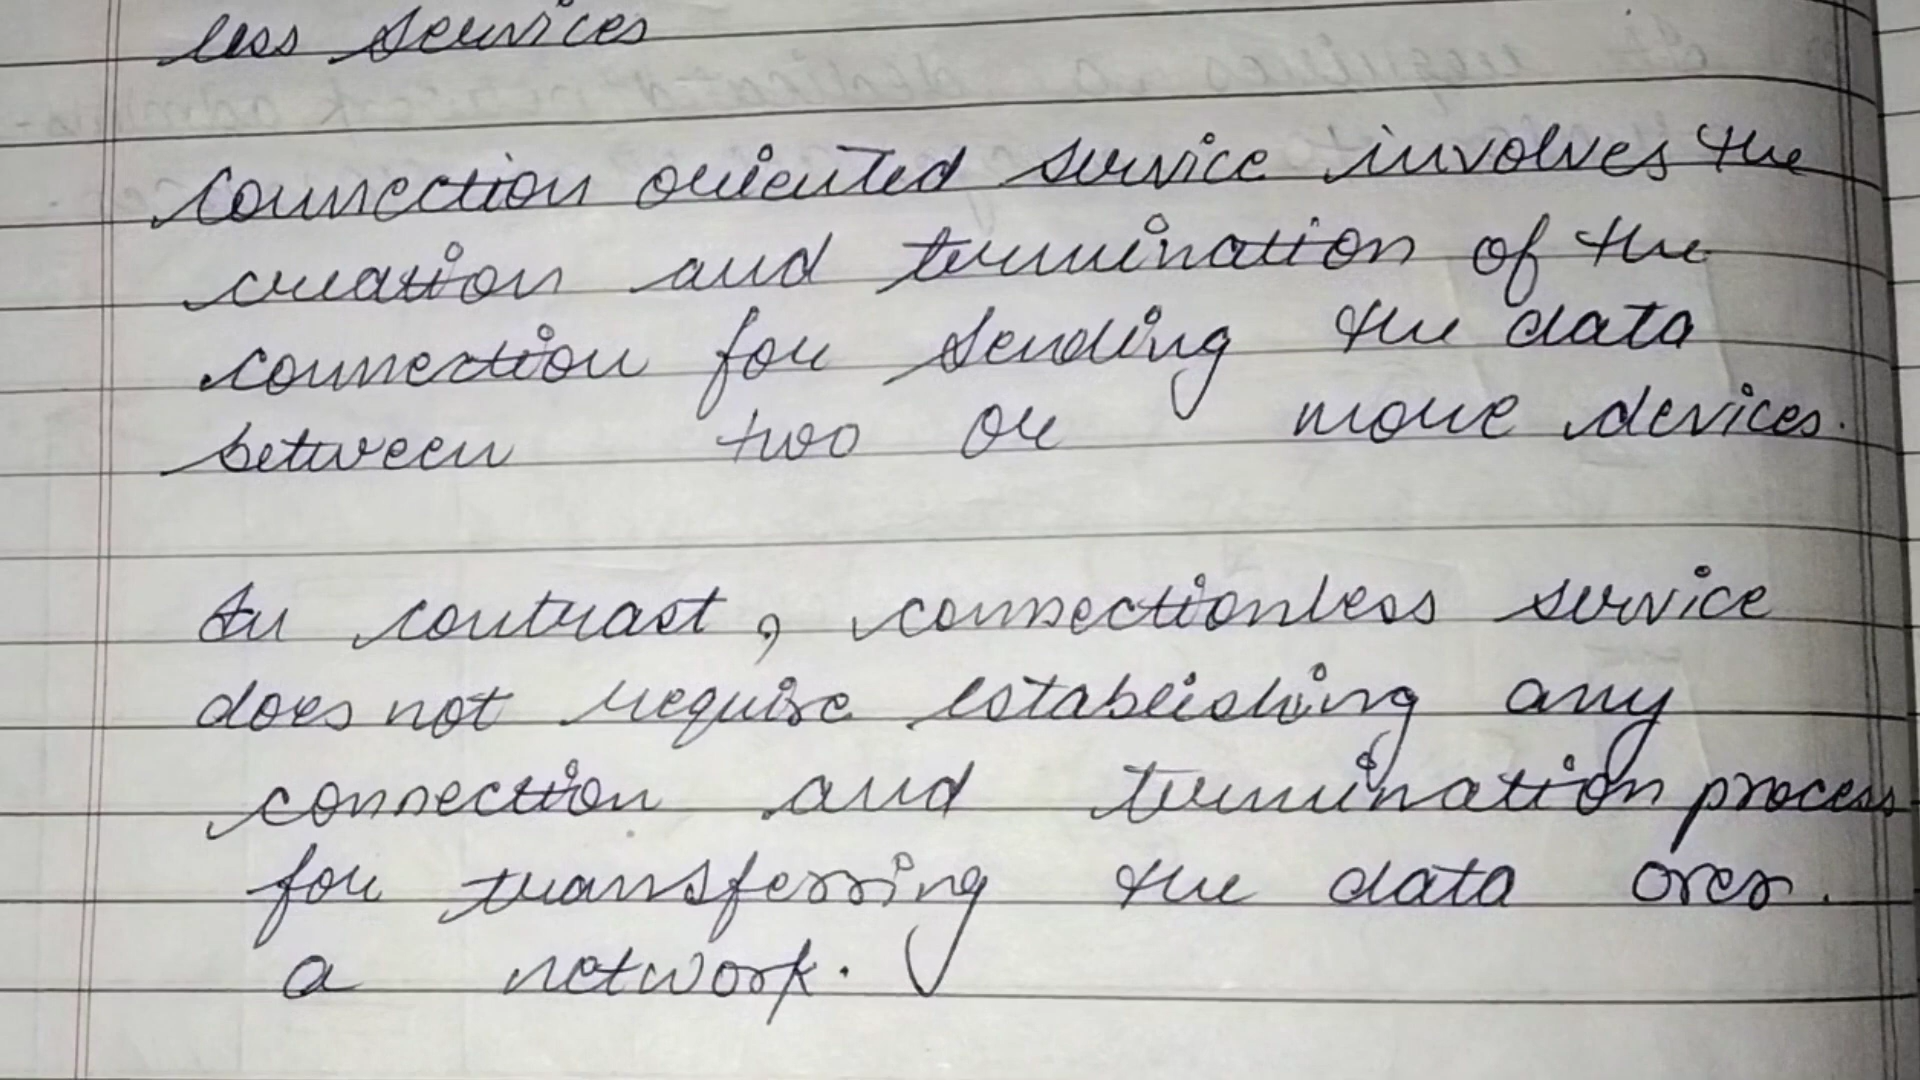 less services
connection oriented service involves the
creation and termination of the
connection for sending the data
between two or more devices.
In contrast, connectionless service
does not require establishing any
connection and termination process
for transferring the data over.
a network.